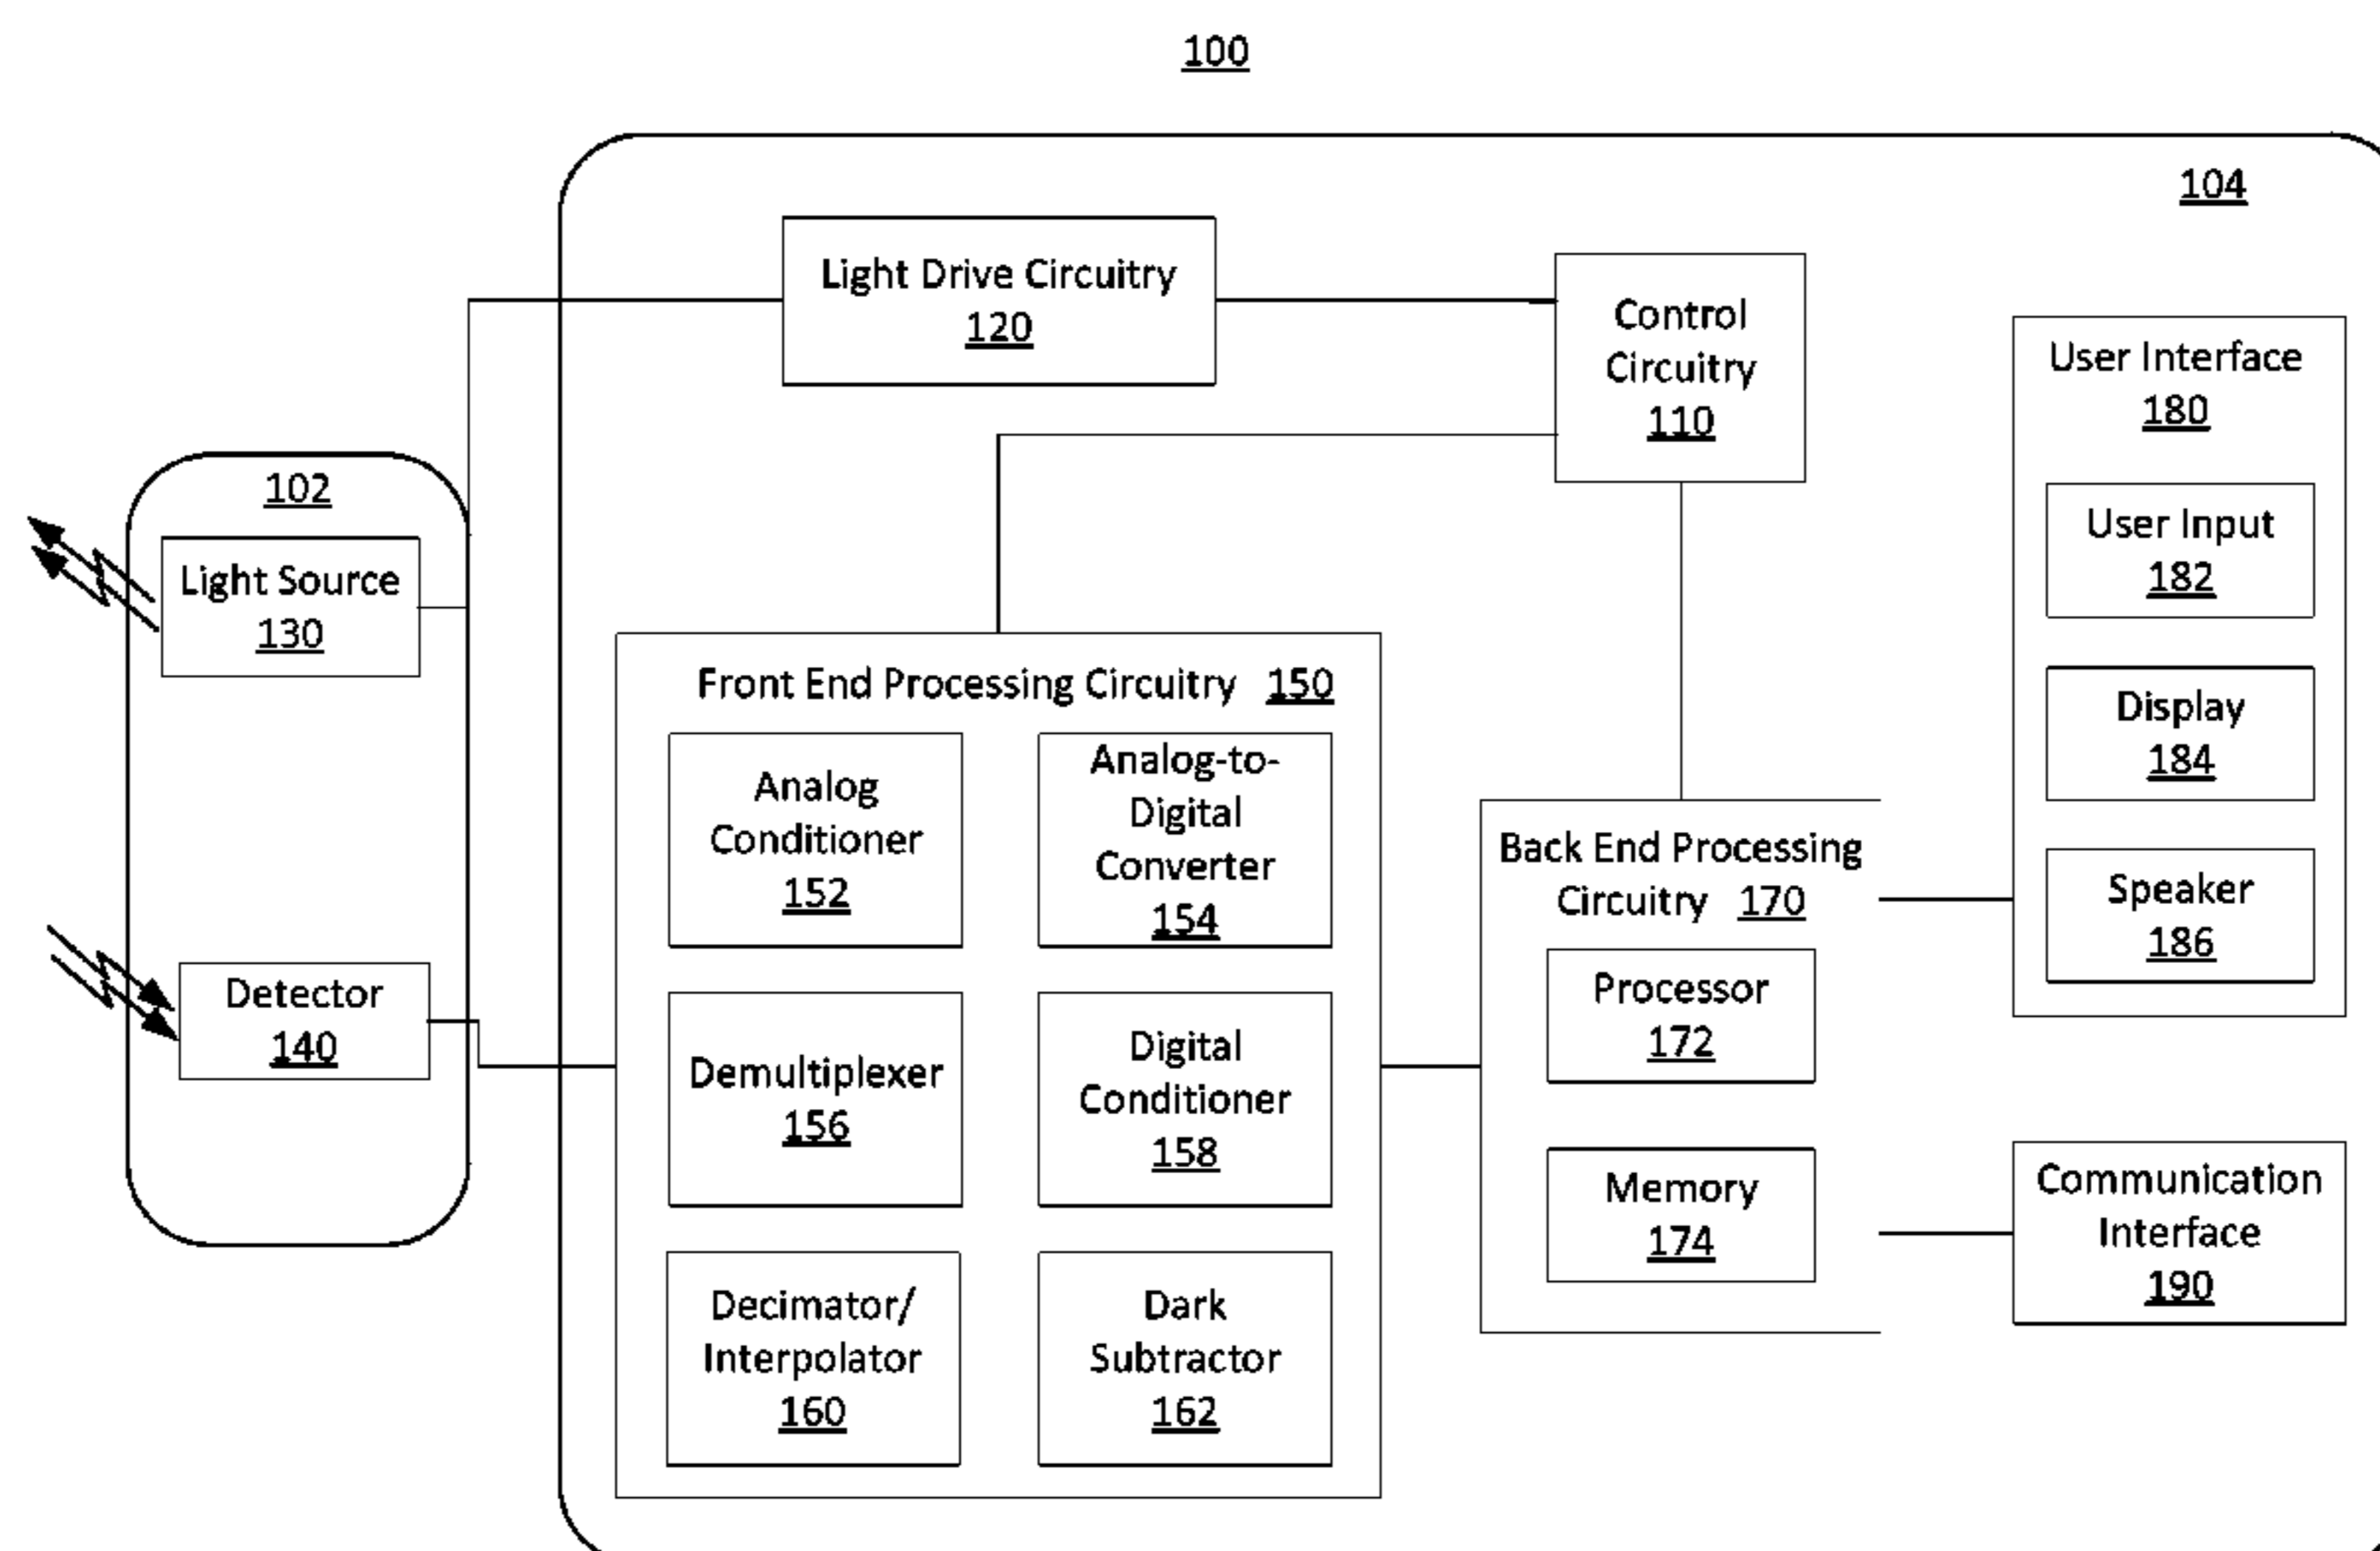 100
104
Light Drive Circuitry
120
Control
Circuitry
110
User Interface
180
User Input
182
Display
184
Speaker
186
102
Light Source
130
Detector
140
Front End Processing Circuitry 150
Analog
Conditioner
152
Analog-to-
Digital
Converter
154
Demultiplexer
156
Digital
Conditioner
158
Decimator/
Interpolator
160
Dark
Subtractor
162
Back End Processing
Circuitry 170
Processor
172
Memory
174
Communication
Interface
190